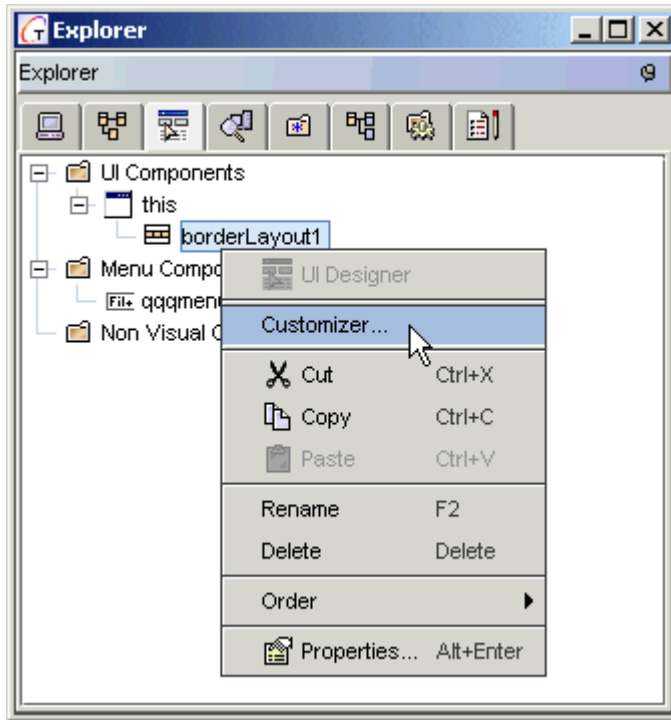 Explorer
Explorer
UI Components
this
borderLayout1
Menu Compo
qqqmenu
Non Visual C
UI Designer
Customizer...
Cut Ctrl+X
Copy Ctrl+C
Paste Ctrl+V
Rename F2
Delete Delete
Order
Properties... Alt+Enter